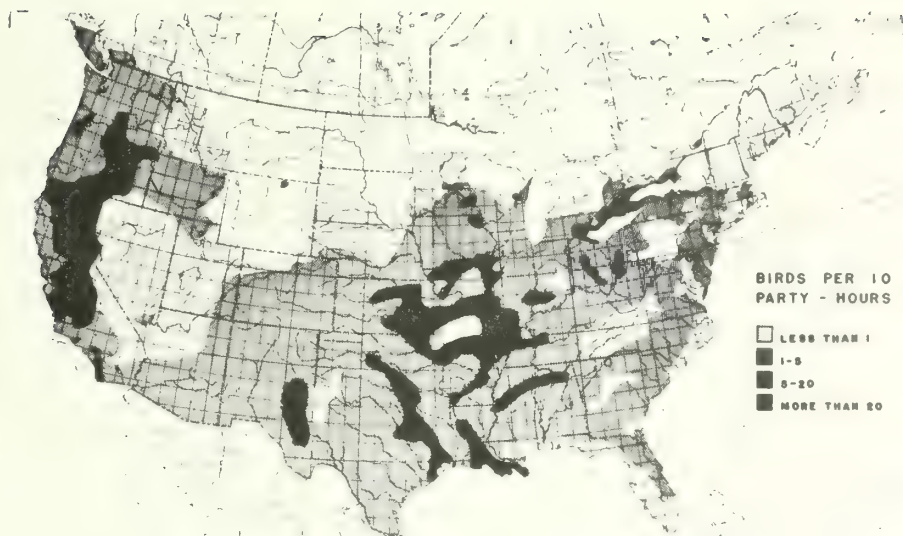 BIRDS PER 10
PARTY - HOURS
LESS THAN 1
1-5
5-20
MORE THAN 20